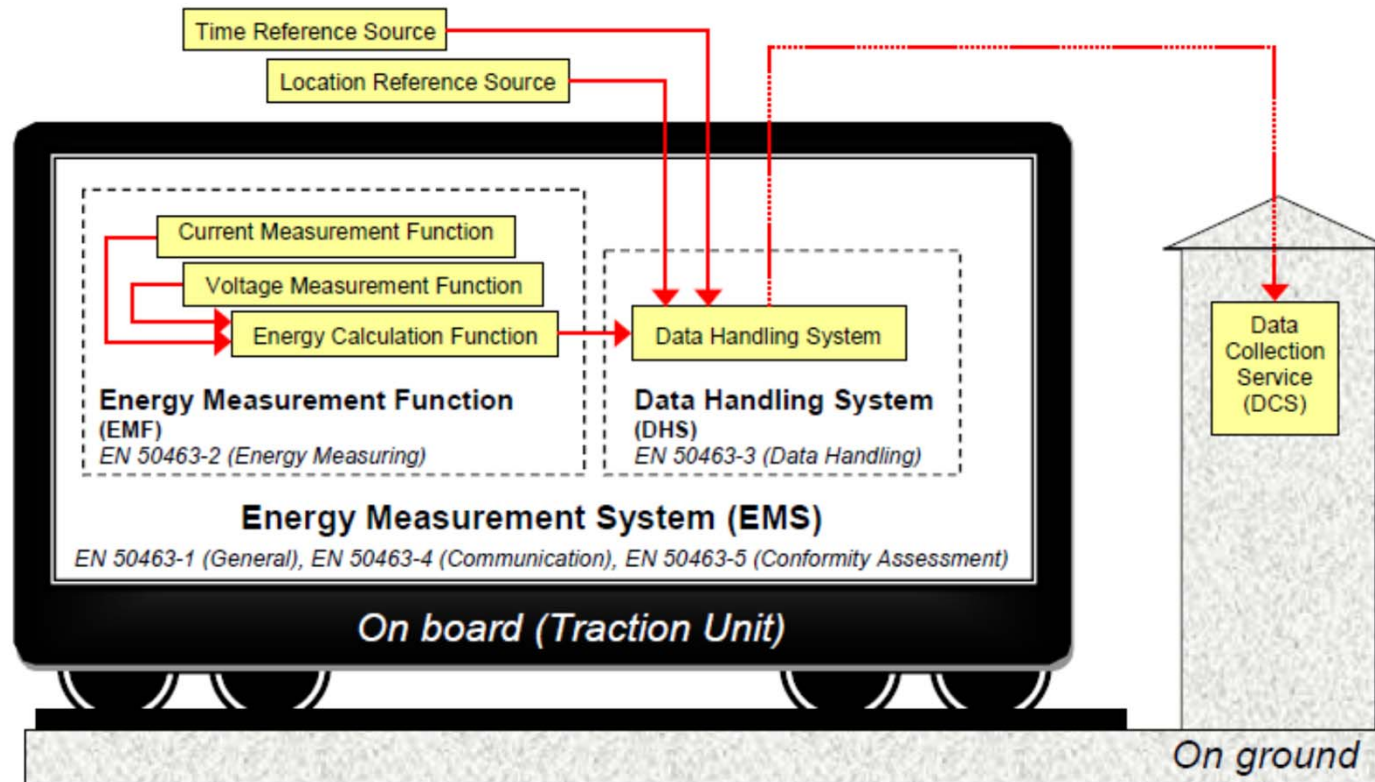 Time Reference Source
Location Reference Source
Current Measurement Function
Voltage Measurement Function
Energy Calculation Function
Data Handling System
Energy Measurement Function
(EMF)
EN 50463-2 (Energy Measuring)
Data Handling System
(DHS)
EN 50463-3 (Data Handling)
Energy Measurement System (EMS)
EN 50463-1 (General), EN 50463-4 (Communication), EN 50463-5 (Conformity Assessment)
On board (Traction Unit)
Data
Collection
Service
(DCS)
On ground